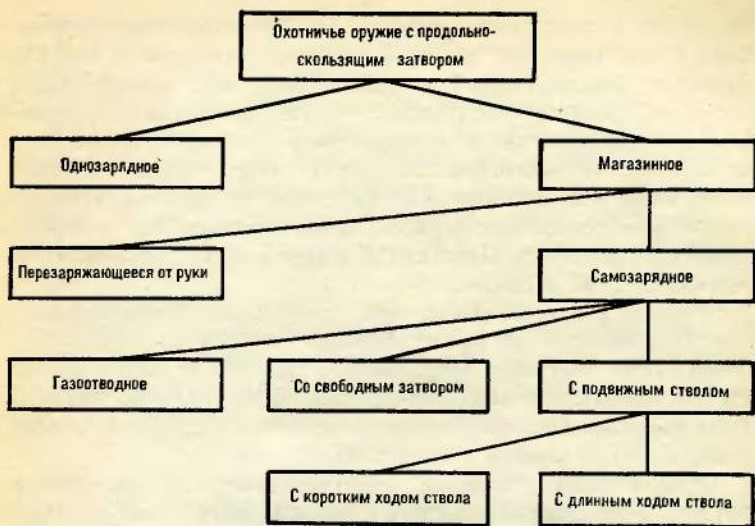 Охотничье оружие с продольно-
скользящим затвором
Однозарядное
Магазинное
Перезаряжающееся от руки
Самозарядное
Газоотводное
Со свободным затвором
С подвижным стволом
С коротким ходом ствола
С длинным ходом ствола